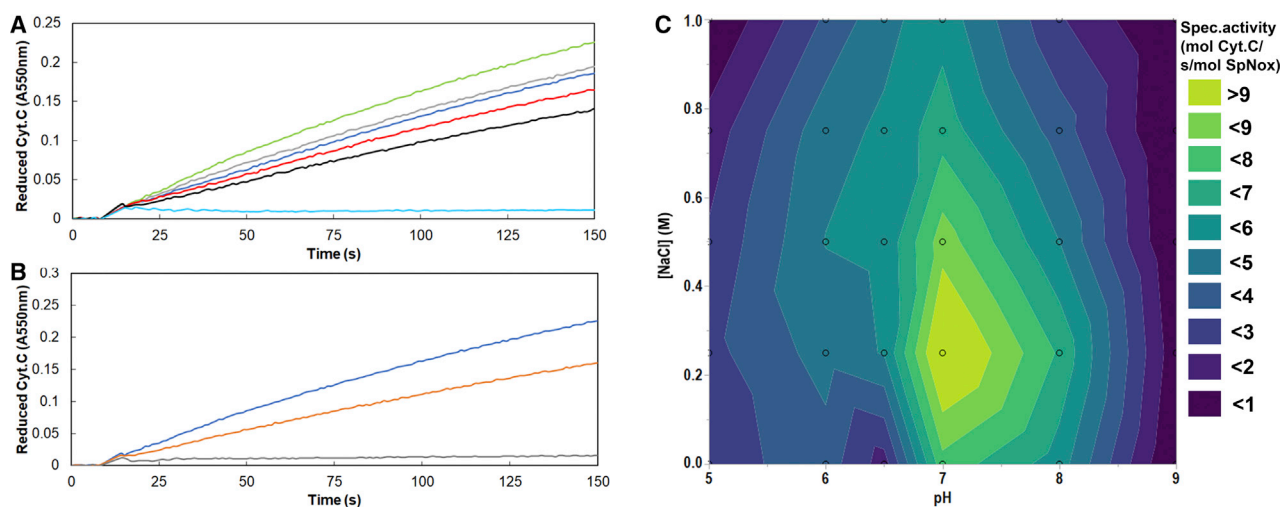 A
Reduced Cyt.C (A550nm)
0.25
0.2
0.15
0.1
0.05
0
0 25 50 75 100 125 150
Time (s)
B
Reduced Cyt.C (A550nm)
0.3
0.25
0.2
0.15
0.1
0.05
0
0 25 50 75 100 125 150
Time (s)
C
[NaCl] (M)
1.0
0.8
0.6
0.4
0.2
0.0
5 6 7 8 9
pH
Spec.activity
(mol Cyt.C/
s/mol SpNox)
>9
<9
<8
<7
<6
<5
<4
<3
<2
<1